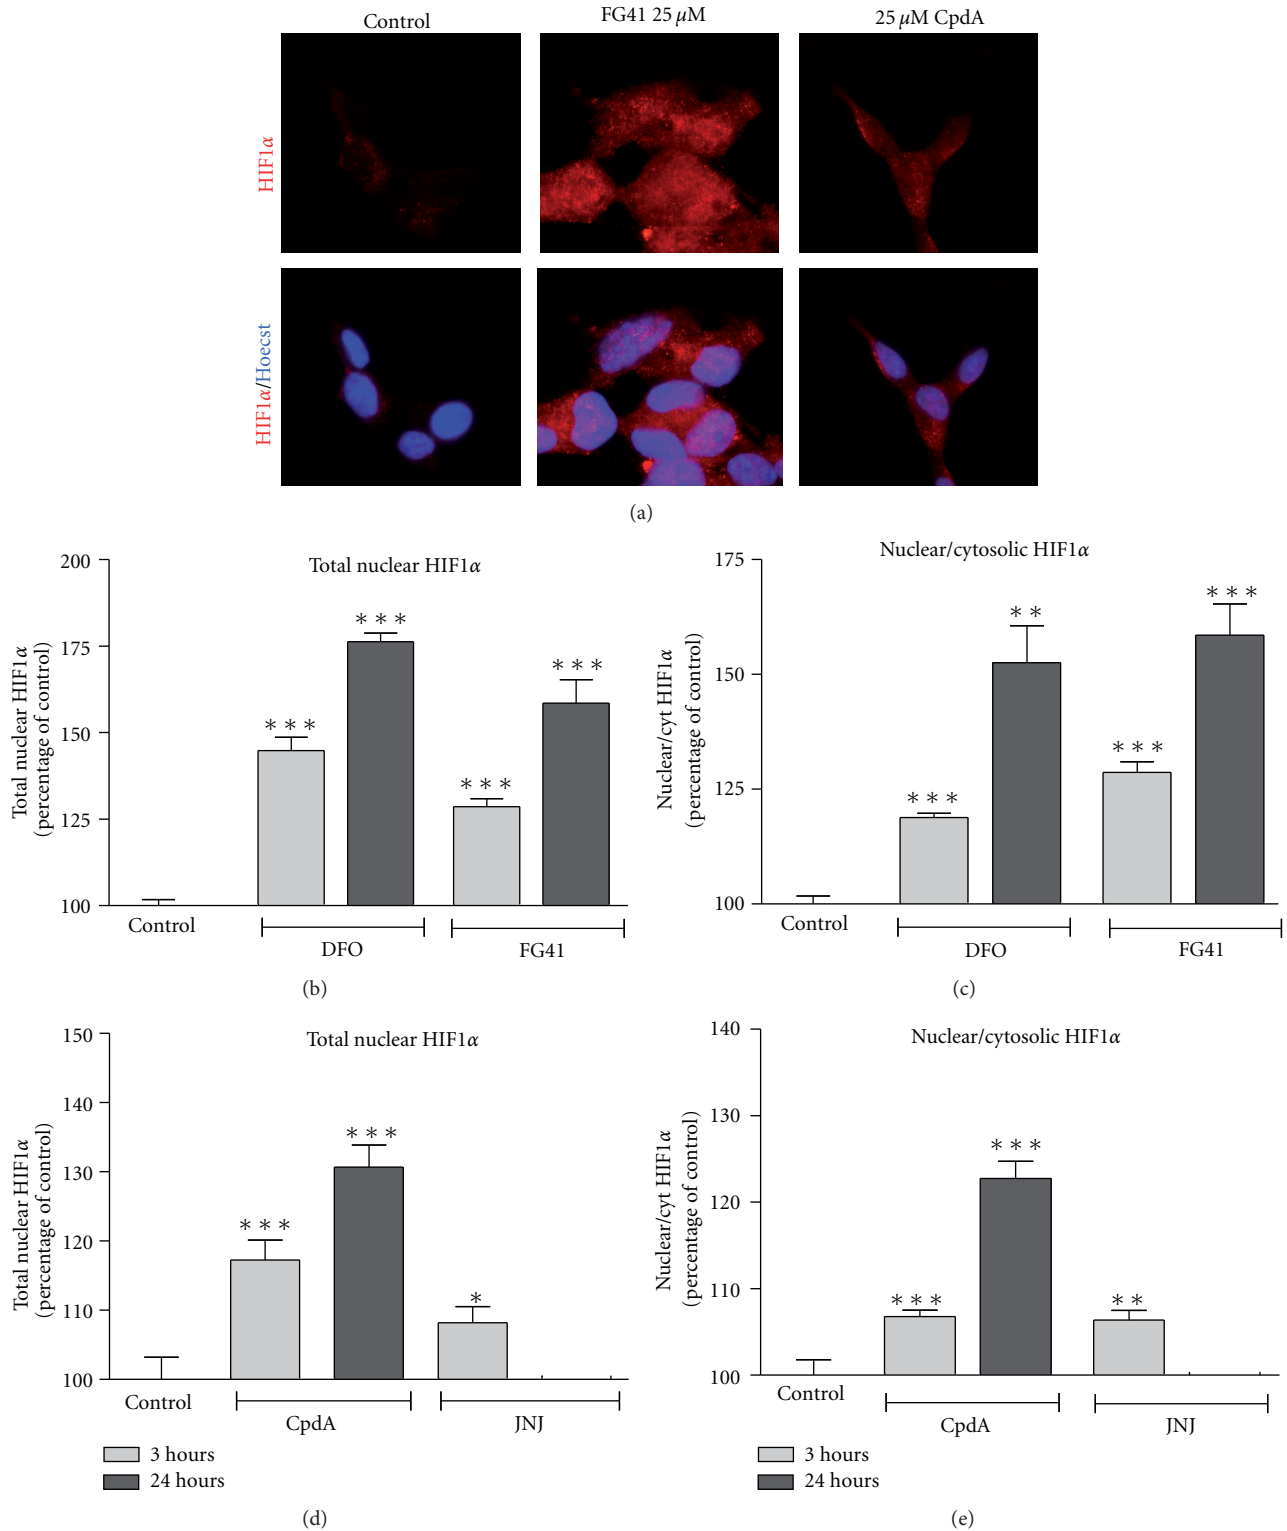 Control
FG41 25 μM
25 μM CpdA
HIF1α
HIF1α/Hoecst
(a)
Total nuclear HIF1α
Total nuclear HIF1α
(percentage of control)
200
175
150
125
100
***
***
***
***
Control
DFO
FG41
(b)
Nuclear/cytosolic HIF1α
Nuclear/cyt HIF1α
(percentage of control)
175
150
125
100
***
**
***
***
Control
DFO
FG41
(c)
Total nuclear HIF1α
Total nuclear HIF1α
(percentage of control)
150
140
130
120
110
100
***
***
*
Control
CpdA
JNJ
3 hours
24 hours
(d)
Nuclear/cytosolic HIF1α
Nuclear/cyt HIF1α
(percentage of control)
140
130
120
110
100
***
***
**
Control
CpdA
JNJ
3 hours
24 hours
(e)